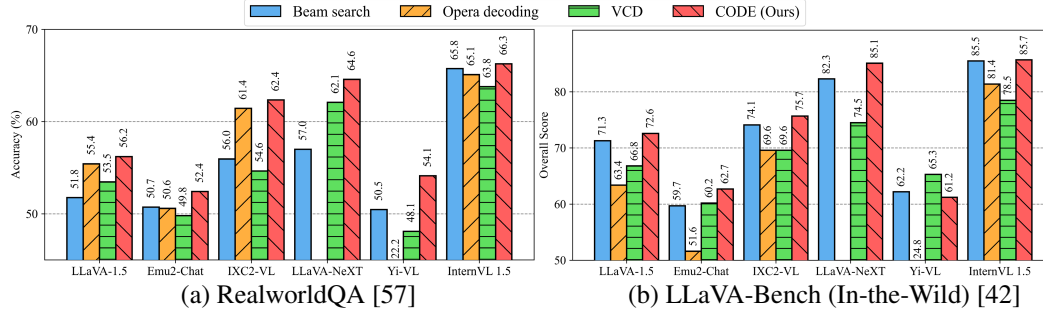 Beam search Opera decoding VCD CODE (Ours)
Accuracy (%)
70
60
50
51.8 55.4 53.5 56.2
50.7 50.6 49.8 52.4
56.0 61.4 54.6 62.4
57.0 62.1 64.6
50.5 22.2 48.1 54.1
65.8 65.1 63.8 66.3
LLaVA-1.5 Emu2-Chat IXC2-VL LLaVA-NeXT Yi-VL InternVL 1.5
(a) RealworldQA [57]
Overall Score
80
70
60
50
71.3 63.4 66.8 72.6
59.7 51.6 60.2 62.7
74.1 69.6 69.6 75.7
82.3 74.5 85.1
62.2 24.8 65.3 61.2
85.5 81.4 78.5 85.7
LLaVA-1.5 Emu2-Chat IXC2-VL LLaVA-NeXT Yi-VL InternVL 1.5
(b) LLaVA-Bench (In-the-Wild) [42]